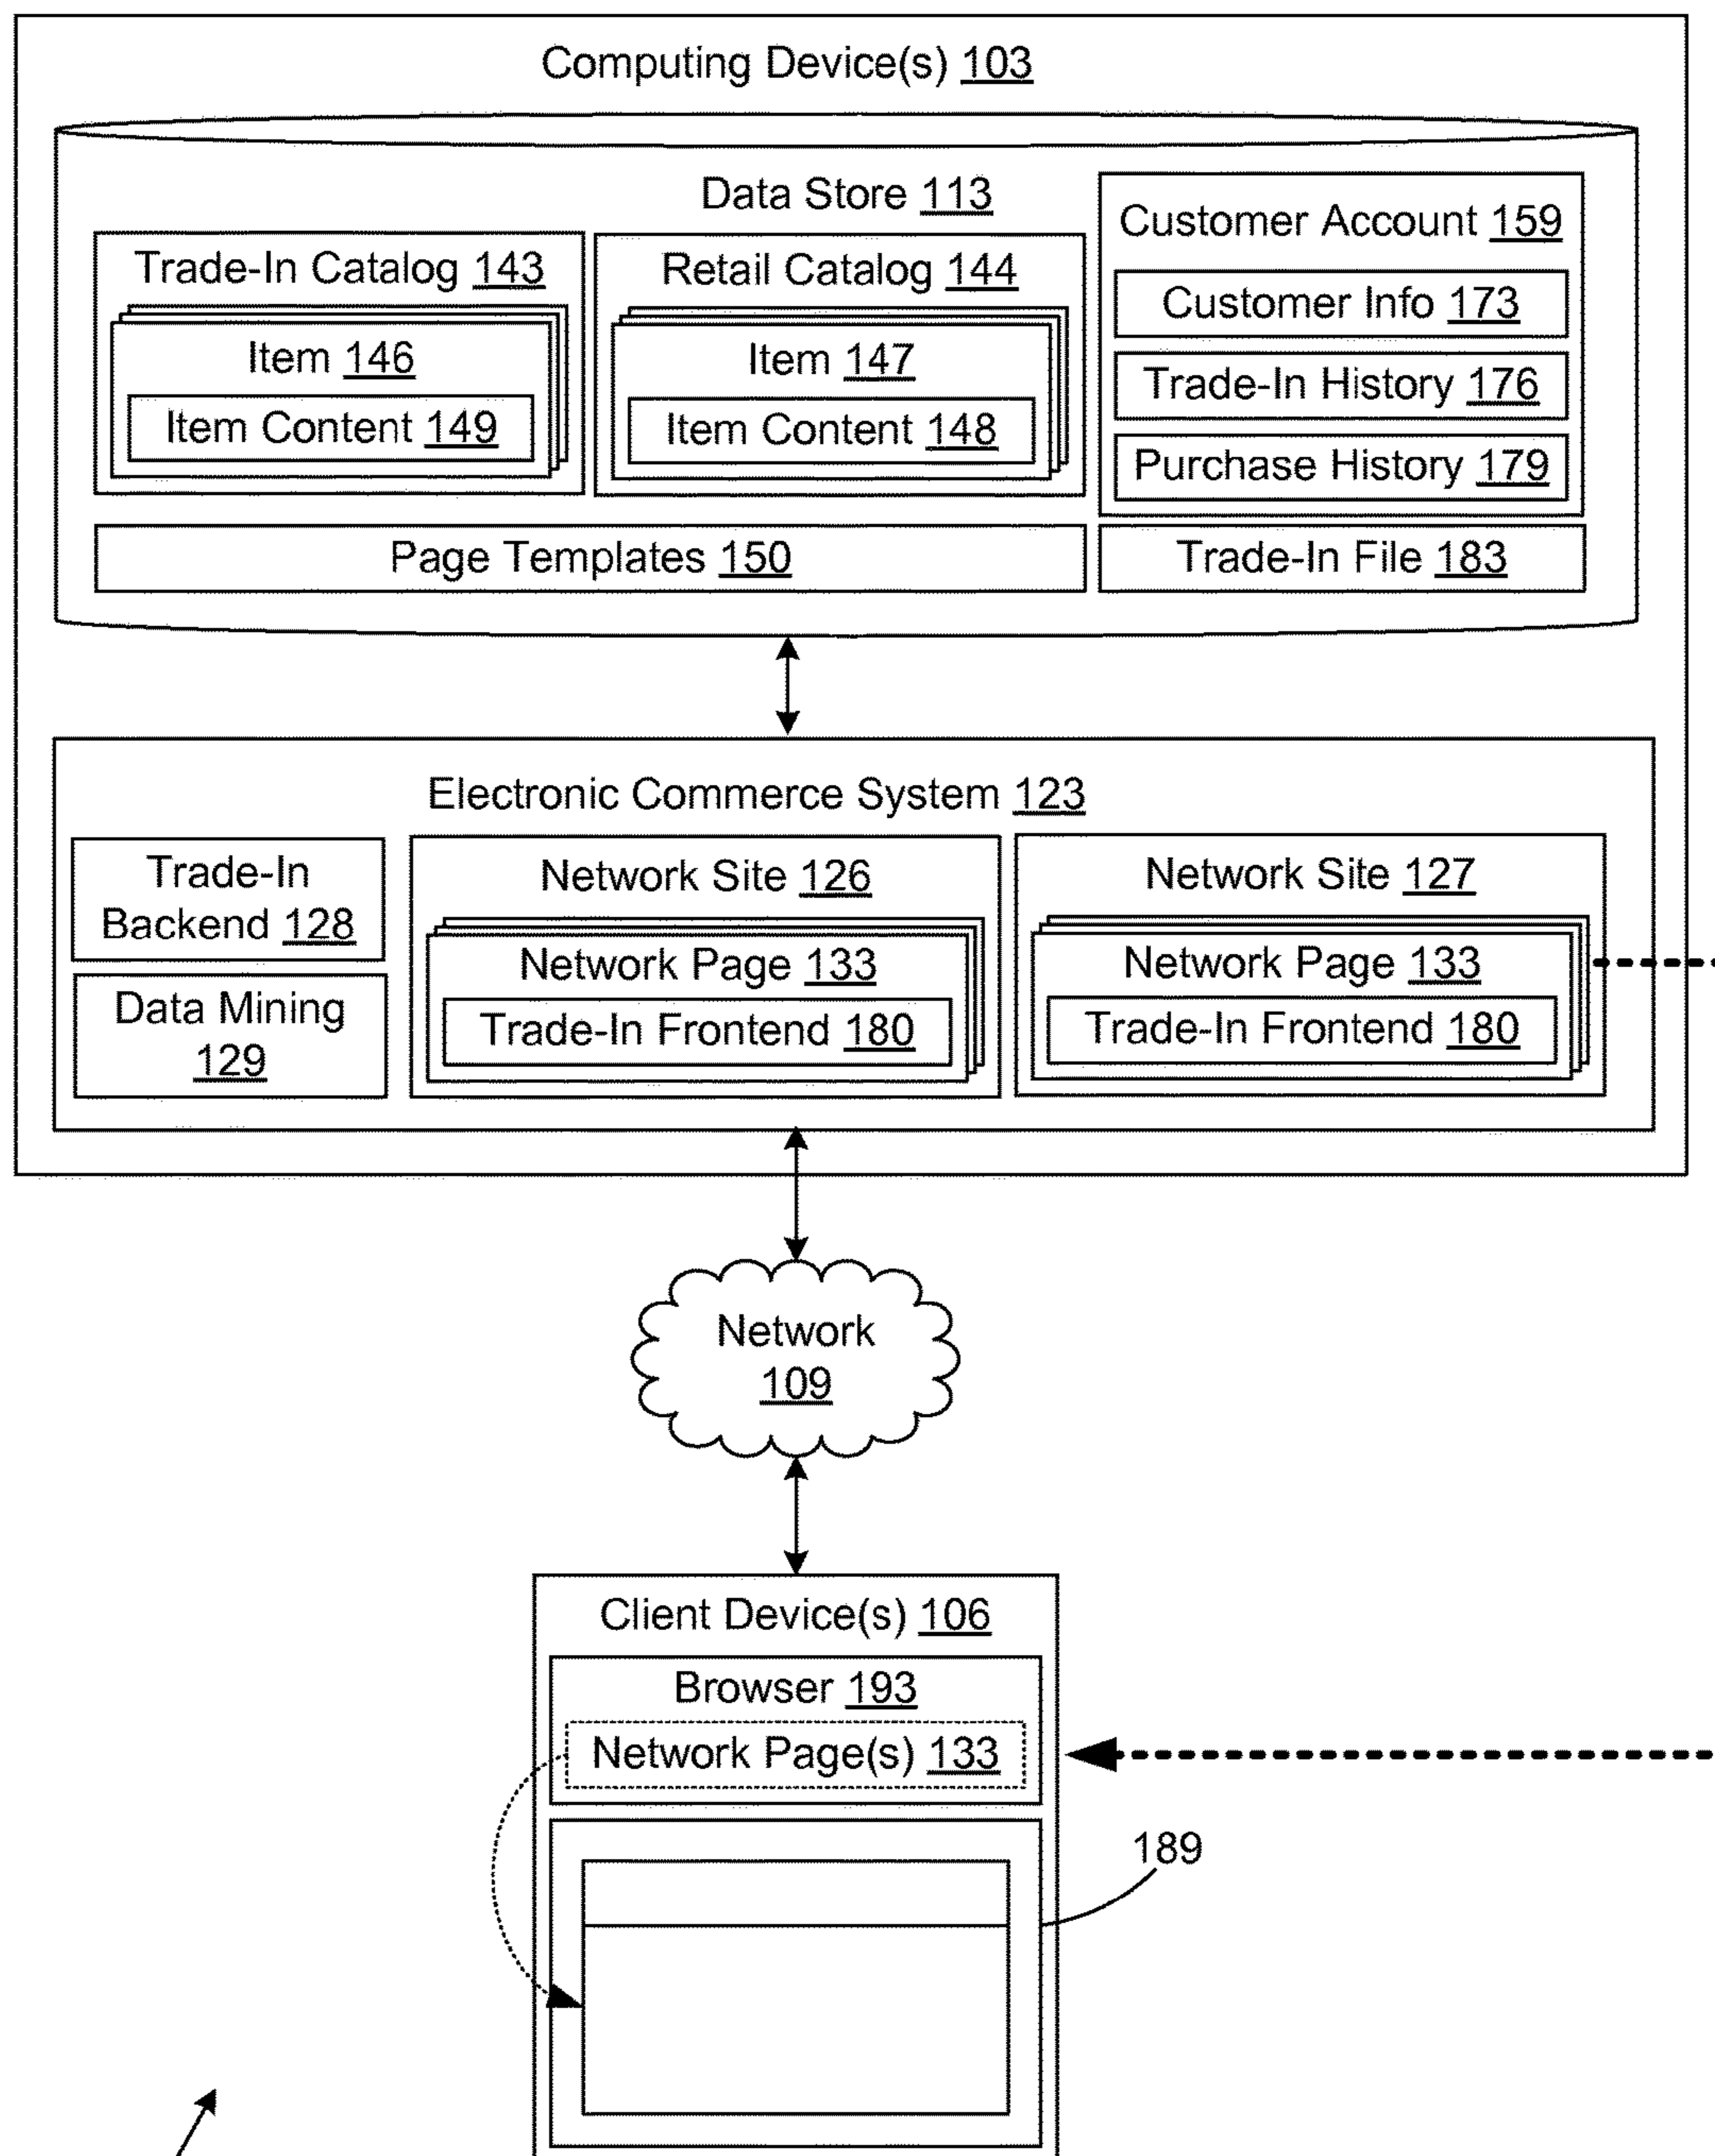 Computing Device(s) 103
Data Store 113
Trade-In Catalog 143
Item 146
Item Content 149
Retail Catalog 144
Item 147
Item Content 148
Customer Account 159
Customer Info 173
Trade-In History 176
Purchase History 179
Page Templates 150
Trade-In File 183
Electronic Commerce System 123
Trade-In
Backend 128
Data Mining
129
Network Site 126
Network Page 133
Trade-In Frontend 180
Network Site 127
Network Page 133
Trade-In Frontend 180
Network
109
Client Device(s) 106
Browser 193
Network Page(s) 133
189